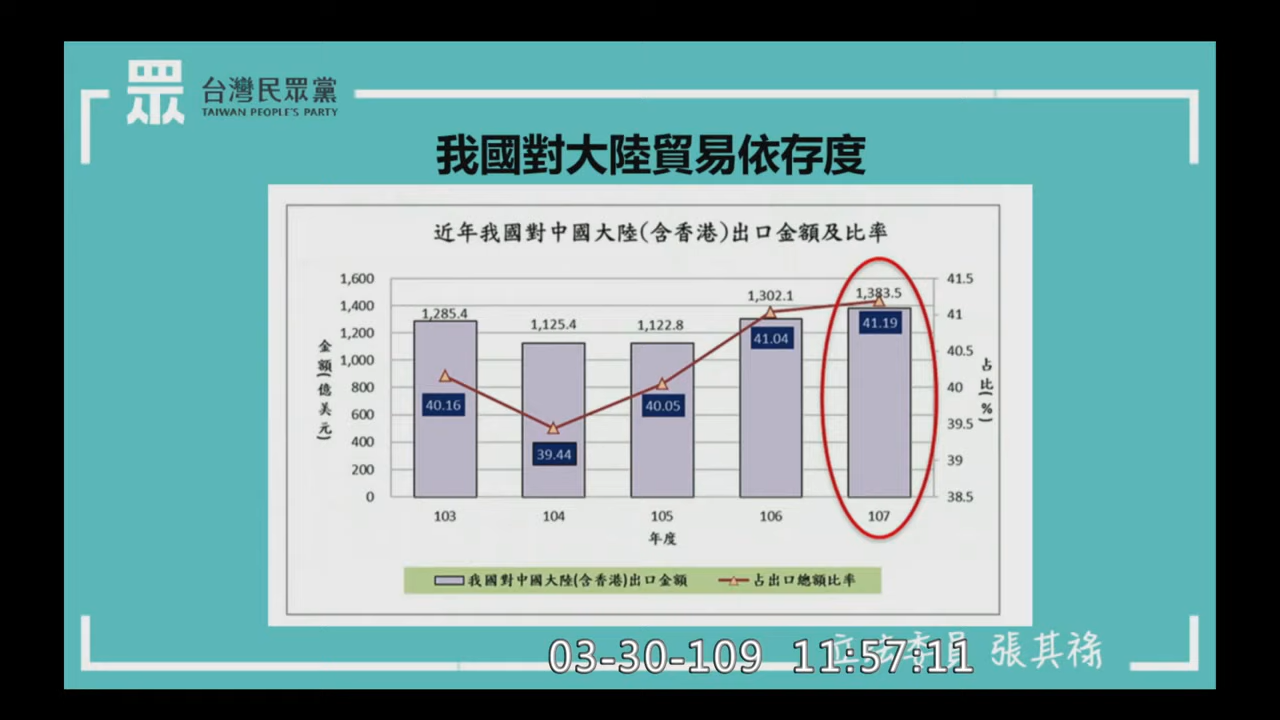 眾 台灣民眾黨
TAIWAN PEOPLE'S PARTY
我國對大陸貿易依存度
近年我國對中國大陸(含香港)出口金額及比率
金額(億美元)
1,600
1,400
1,200
1,000
800
600
400
200
0
1,285.4
1,125.4
1,122.8
1,302.1
1,383.5
40.16
39.44
40.05
41.04
41.19
41.5
41
40.5
40
39.5
39
38.5
占比(%)
103 104 105 106 107
年度
我國對中國大陸(含香港)出口金額 占出口總額比率
立法委員 張其祿
03-30-109 11:57:11